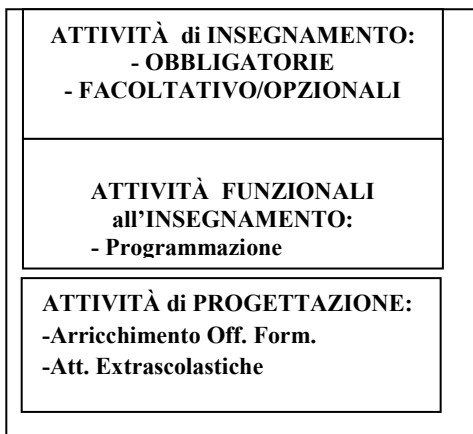 ATTIVITÀ di INSEGNAMENTO:
- OBBLIGATORIE
- FACOLTATIVO/OPZIONALI
ATTIVITÀ FUNZIONALI
all'INSEGNAMENTO:
- Programmazione
ATTIVITÀ di PROGETTAZIONE:
-Arricchimento Off. Form.
-Att. Extrascolastiche